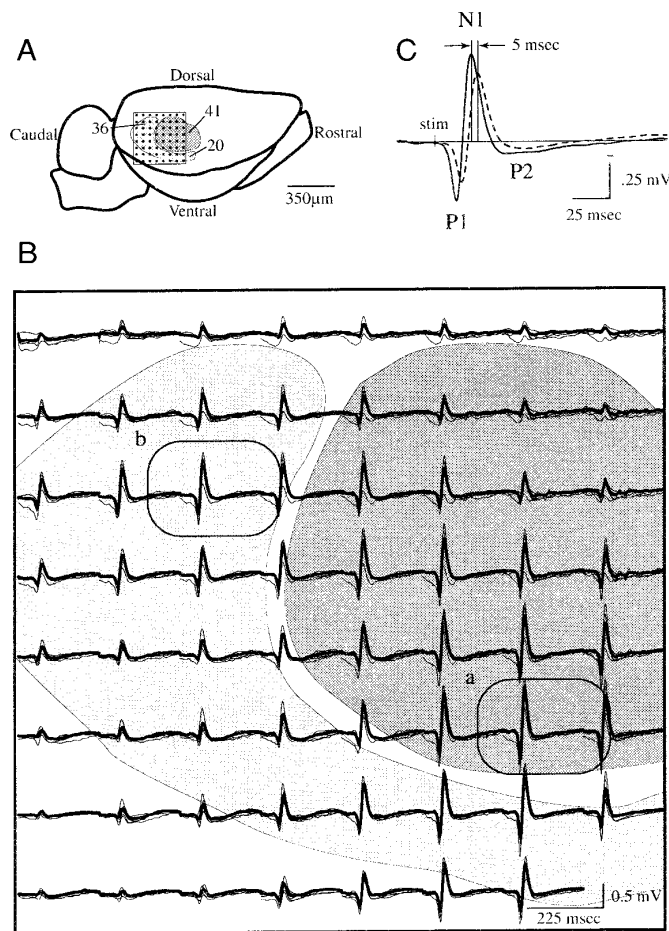 A
Dorsal
36
41
Caudal
Rostral
20
Ventral
350μm
C
N1
5 msec
stim
P2
.25 mV
P1
25 msec
B
b
a
0.5 mV
225 msec